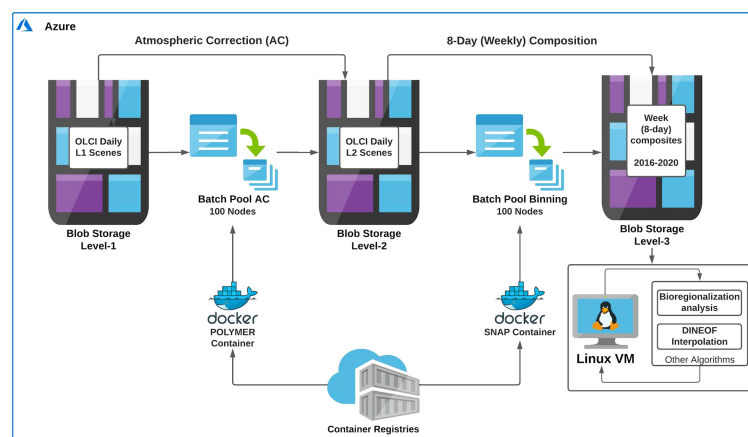 Azure
Atmospheric Correction (AC)
8-Day (Weekly) Composition
OLCI Daily
L1 Scenes
OLCI Daily
L2 Scenes
Week
(8-day)
composites
2016-2020
Batch Pool AC
100 Nodes
Batch Pool Binning
100 Nodes
Blob Storage
Level-1
Blob Storage
Level-2
Blob Storage
Level-3
docker
POLYMER
Container
docker
SNAP Container
Linux VM
Bioregionalization
analysis
DINEOF
Interpolation
Other Algorithms
Container Registries